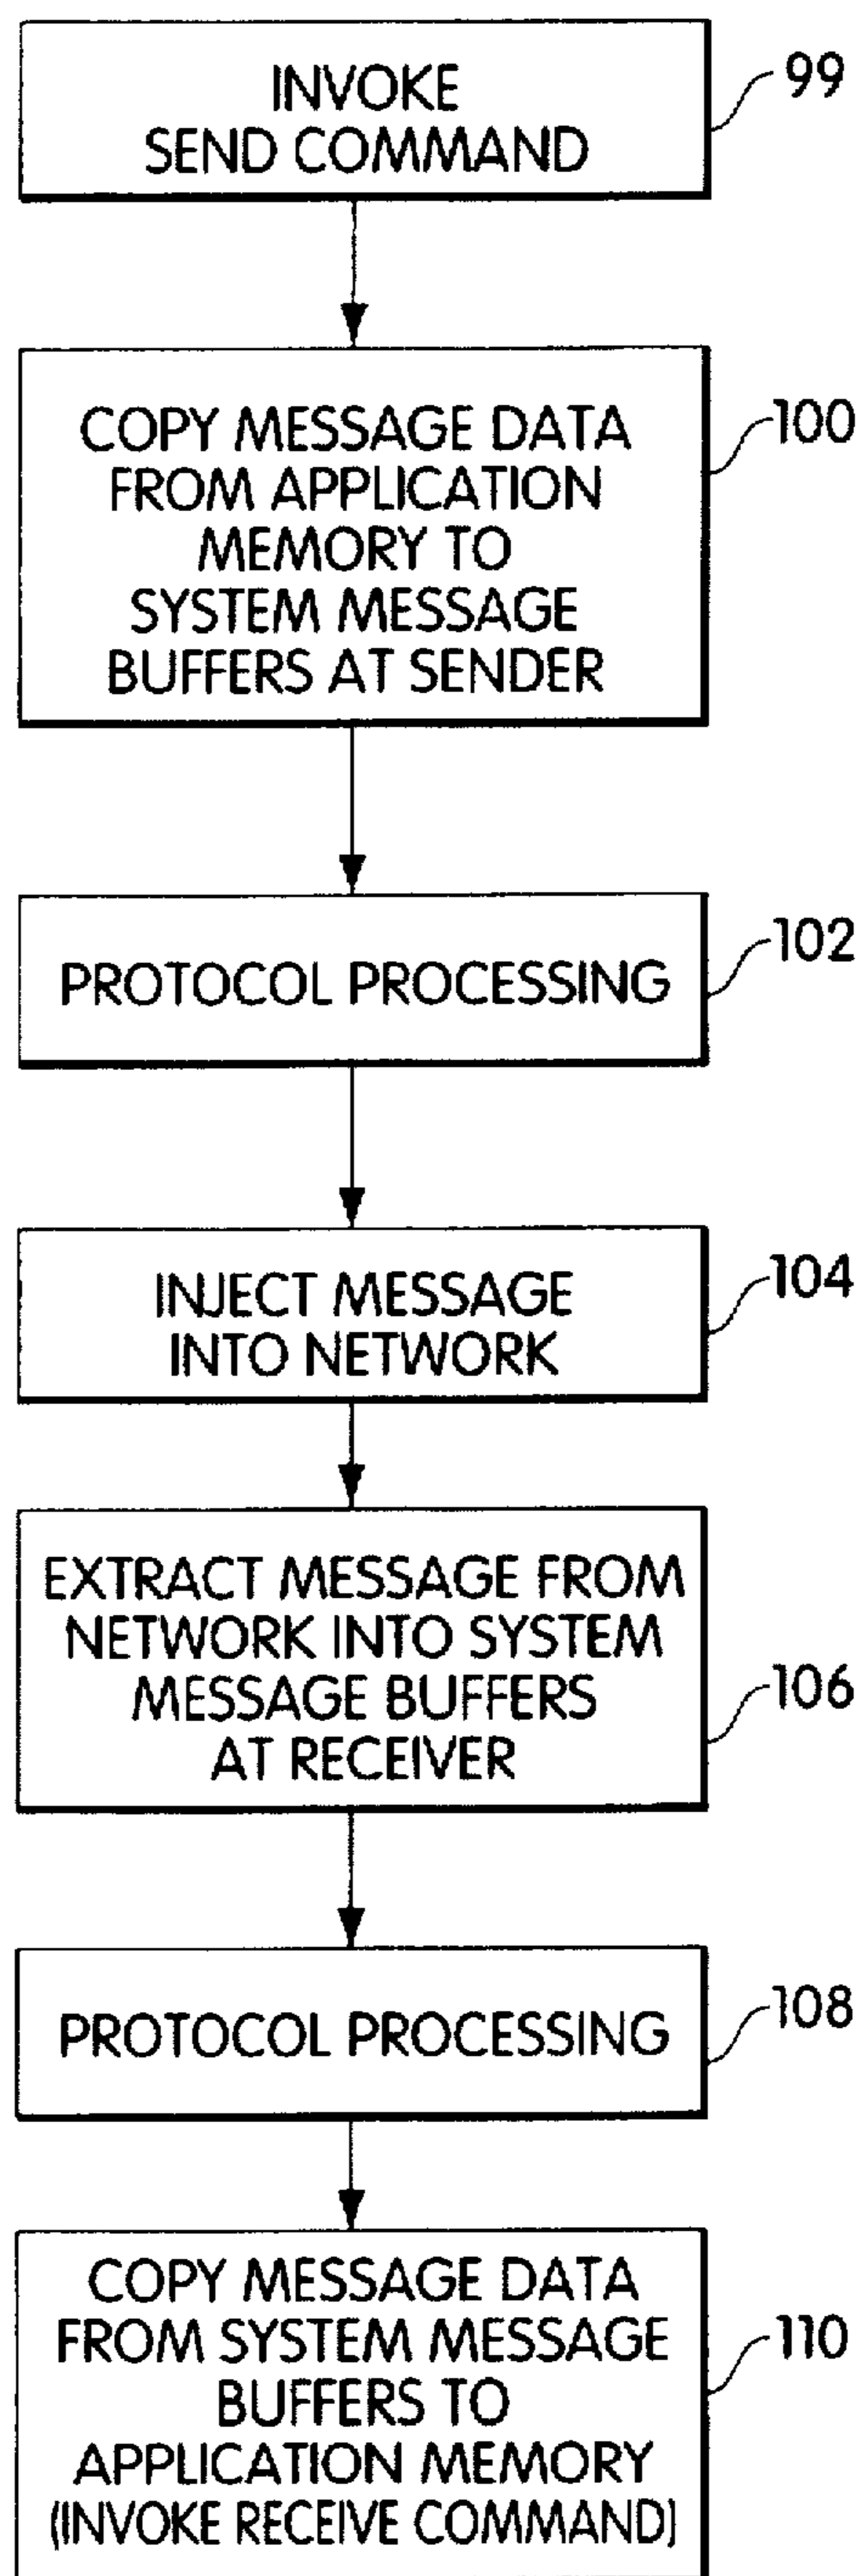 INVOKE
SEND COMMAND
99
COPY MESSAGE DATA
FROM APPLICATION
MEMORY TO
SYSTEM MESSAGE
BUFFERS AT SENDER
100
PROTOCOL PROCESSING
102
INJECT MESSAGE
INTO NETWORK
104
EXTRACT MESSAGE FROM
NETWORK INTO SYSTEM
MESSAGE BUFFERS
AT RECEIVER
106
PROTOCOL PROCESSING
108
COPY MESSAGE DATA
FROM SYSTEM MESSAGE
BUFFERS TO
APPLICATION MEMORY
(INVOKE RECEIVE COMMAND)
110